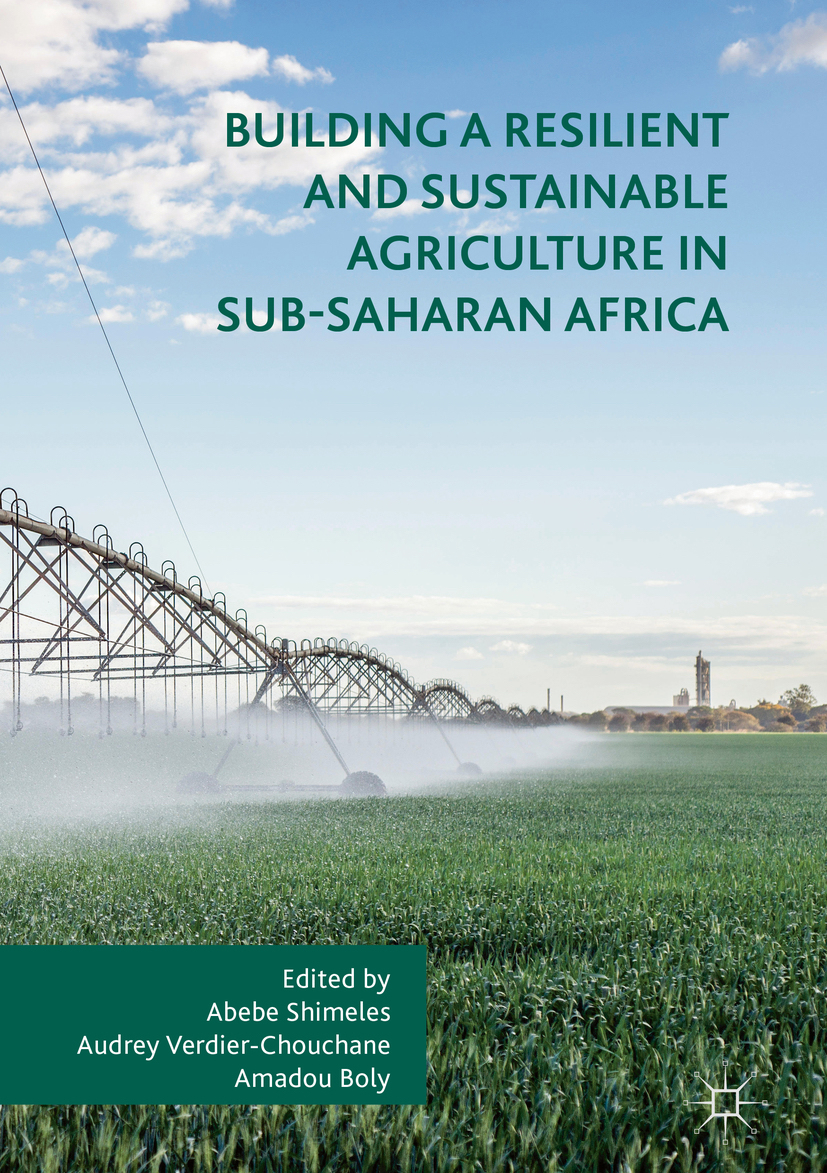 BUILDING A RESILIENT
AND SUSTAINABLE
AGRICULTURE IN
SUB-SAHARAN AFRICA
Edited by
Abebe Shimeles
Audrey Verdier-Chouchane
Amadou Boly